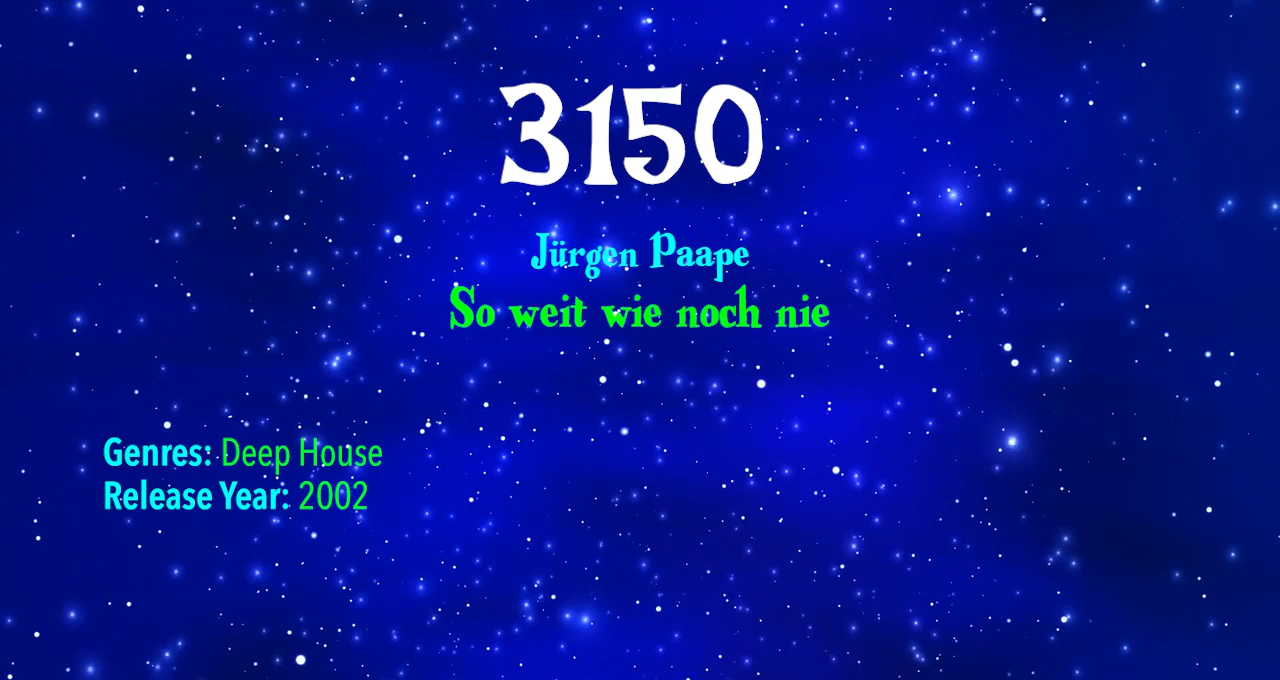 3150
Jürgen Paape
So weit wie noch nie
Genres: Deep House
Release Year: 2002